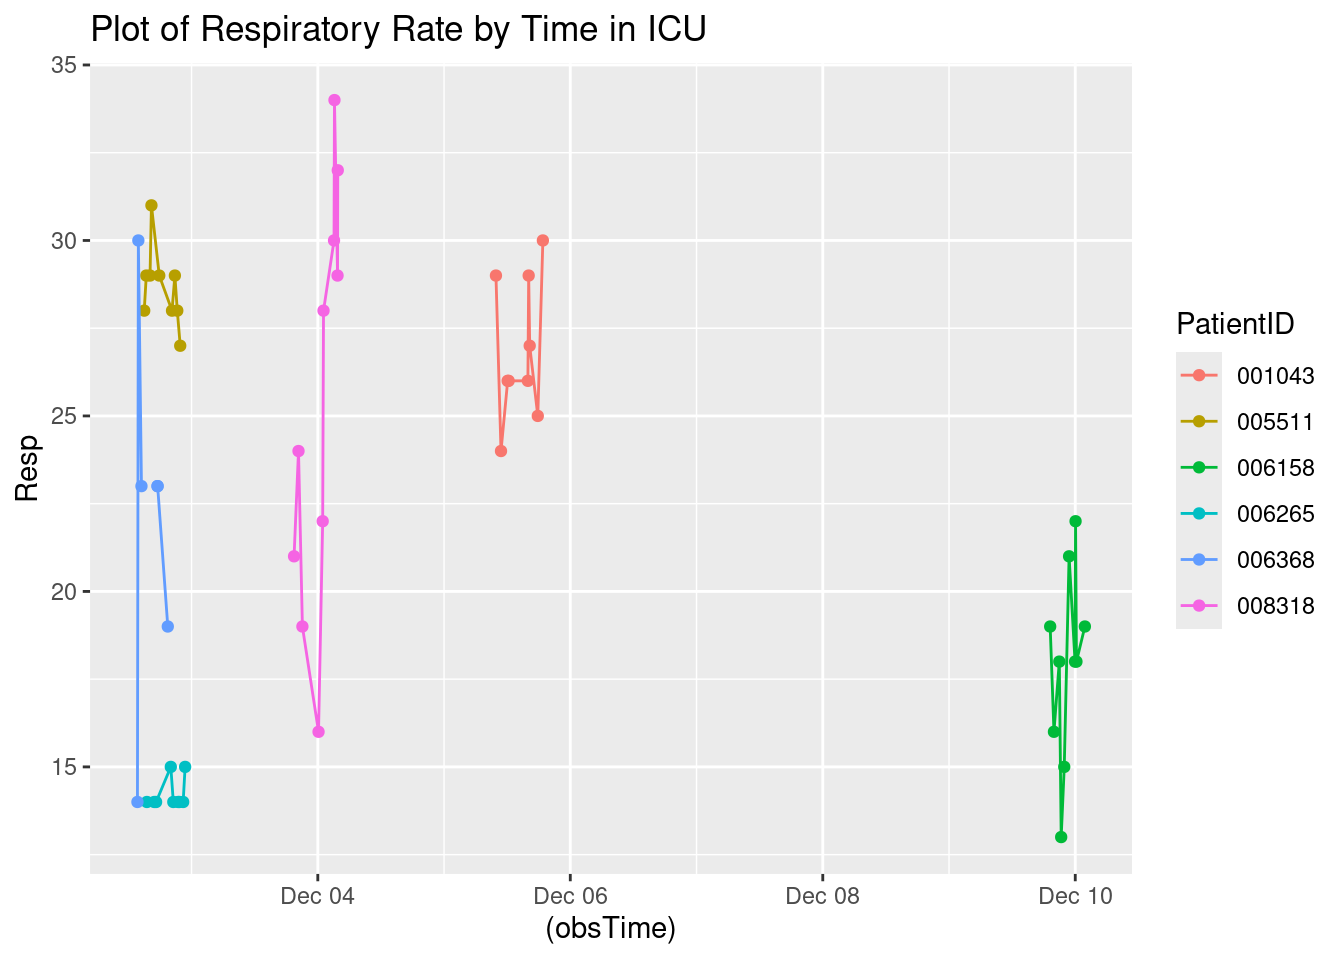 Plot of Respiratory Rate by Time in ICU
35
30
25
20
15
Resp
Dec 04
Dec 06
Dec 08
Dec 10
(obsTime)
PatientID
001043
005511
006158
006265
006368
008318